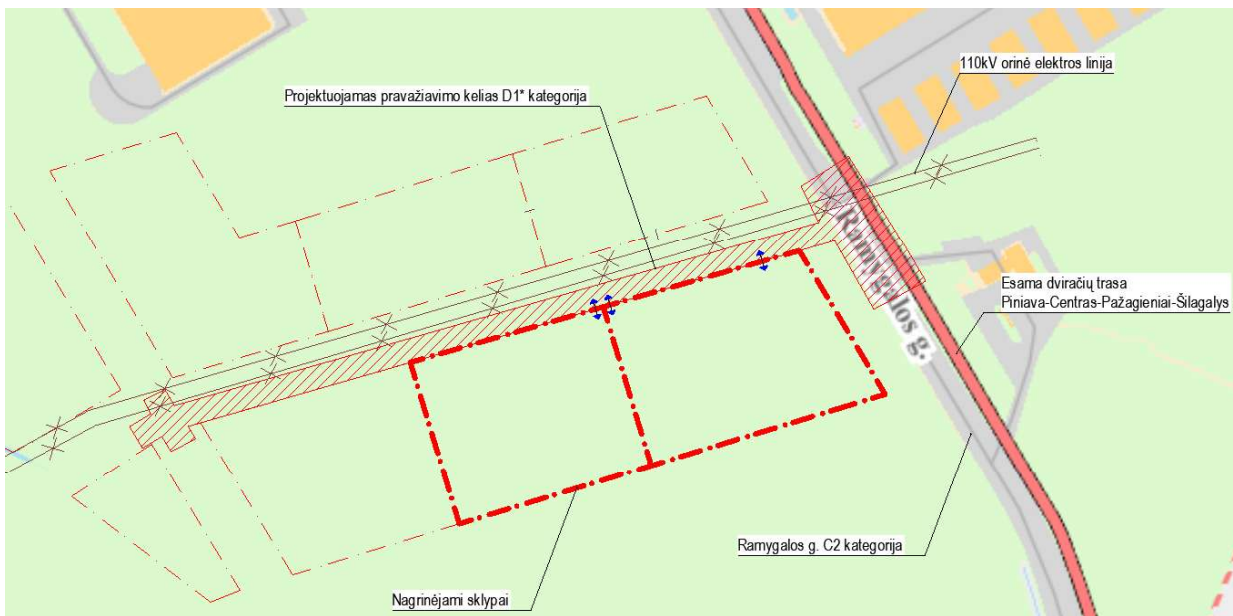 110kV orinė elektros linija
Projektuojamas pravažiavimo kelias D1* kategorija
Ramygalos g.
Esama dviračių trasa
Piniava-Centras-Pažagieniai-Šilagalys
Ramygalos g. C2 kategorija
Nagrinėjami sklypai